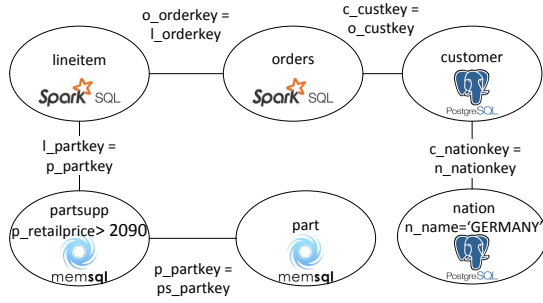 o_orderkey =
l_orderkey
c_custkey =
o_custkey
lineitem
Spark SQL
orders
Spark SQL
customer
PostgreSQL
l_partkey =
p_partkey
c_nationkey =
n_nationkey
partsupp
p_retailprice> 2090
memsql
part
memsql
nation
n_name=‘GERMANY’
PostgreSQL
p_partkey =
ps_partkey